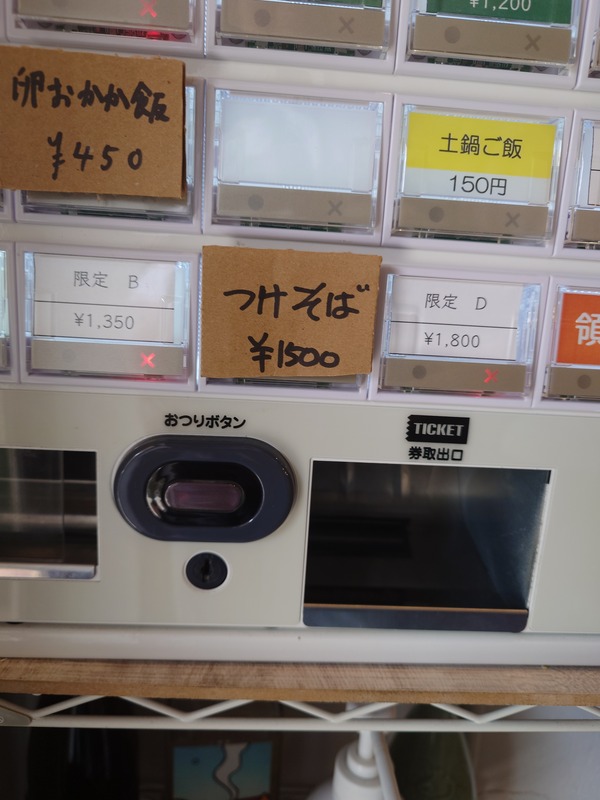 ¥1,200
卵おかか飯
¥450
土鍋ご飯
150円
限定 B
¥1,350
つけそば
¥1500
限定 D
¥1,800
領
おつりボタン
TICKET
券取出口